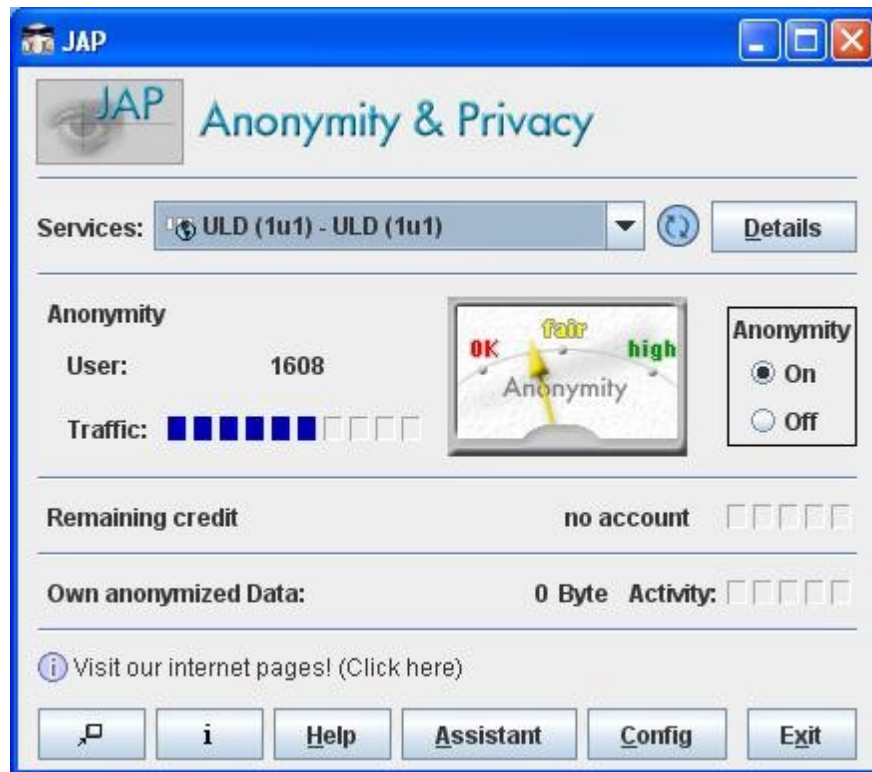 JAP
JAP Anonymity & Privacy
Services: ULD (1u1) - ULD (1u1) Details
Anonymity
User: 1608
Traffic:
OK fair high
Anonymity
Anonymity
On
Off
Remaining credit no account
Own anonymized Data: 0 Byte Activity:
i Visit our internet pages! (Click here)
i Help Assistant Config Exit